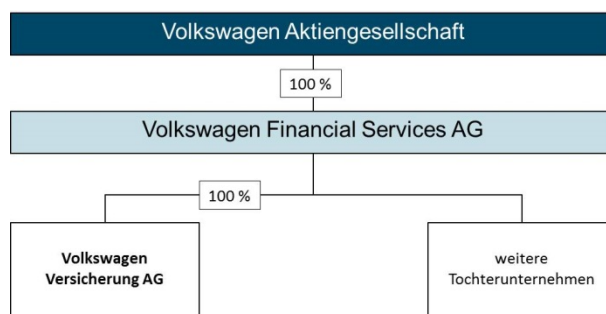 Volkswagen Aktiengesellschaft
100 %
Volkswagen Financial Services AG
100 %
Volkswagen
Versicherung AG
weitere
Tochterunternehmen